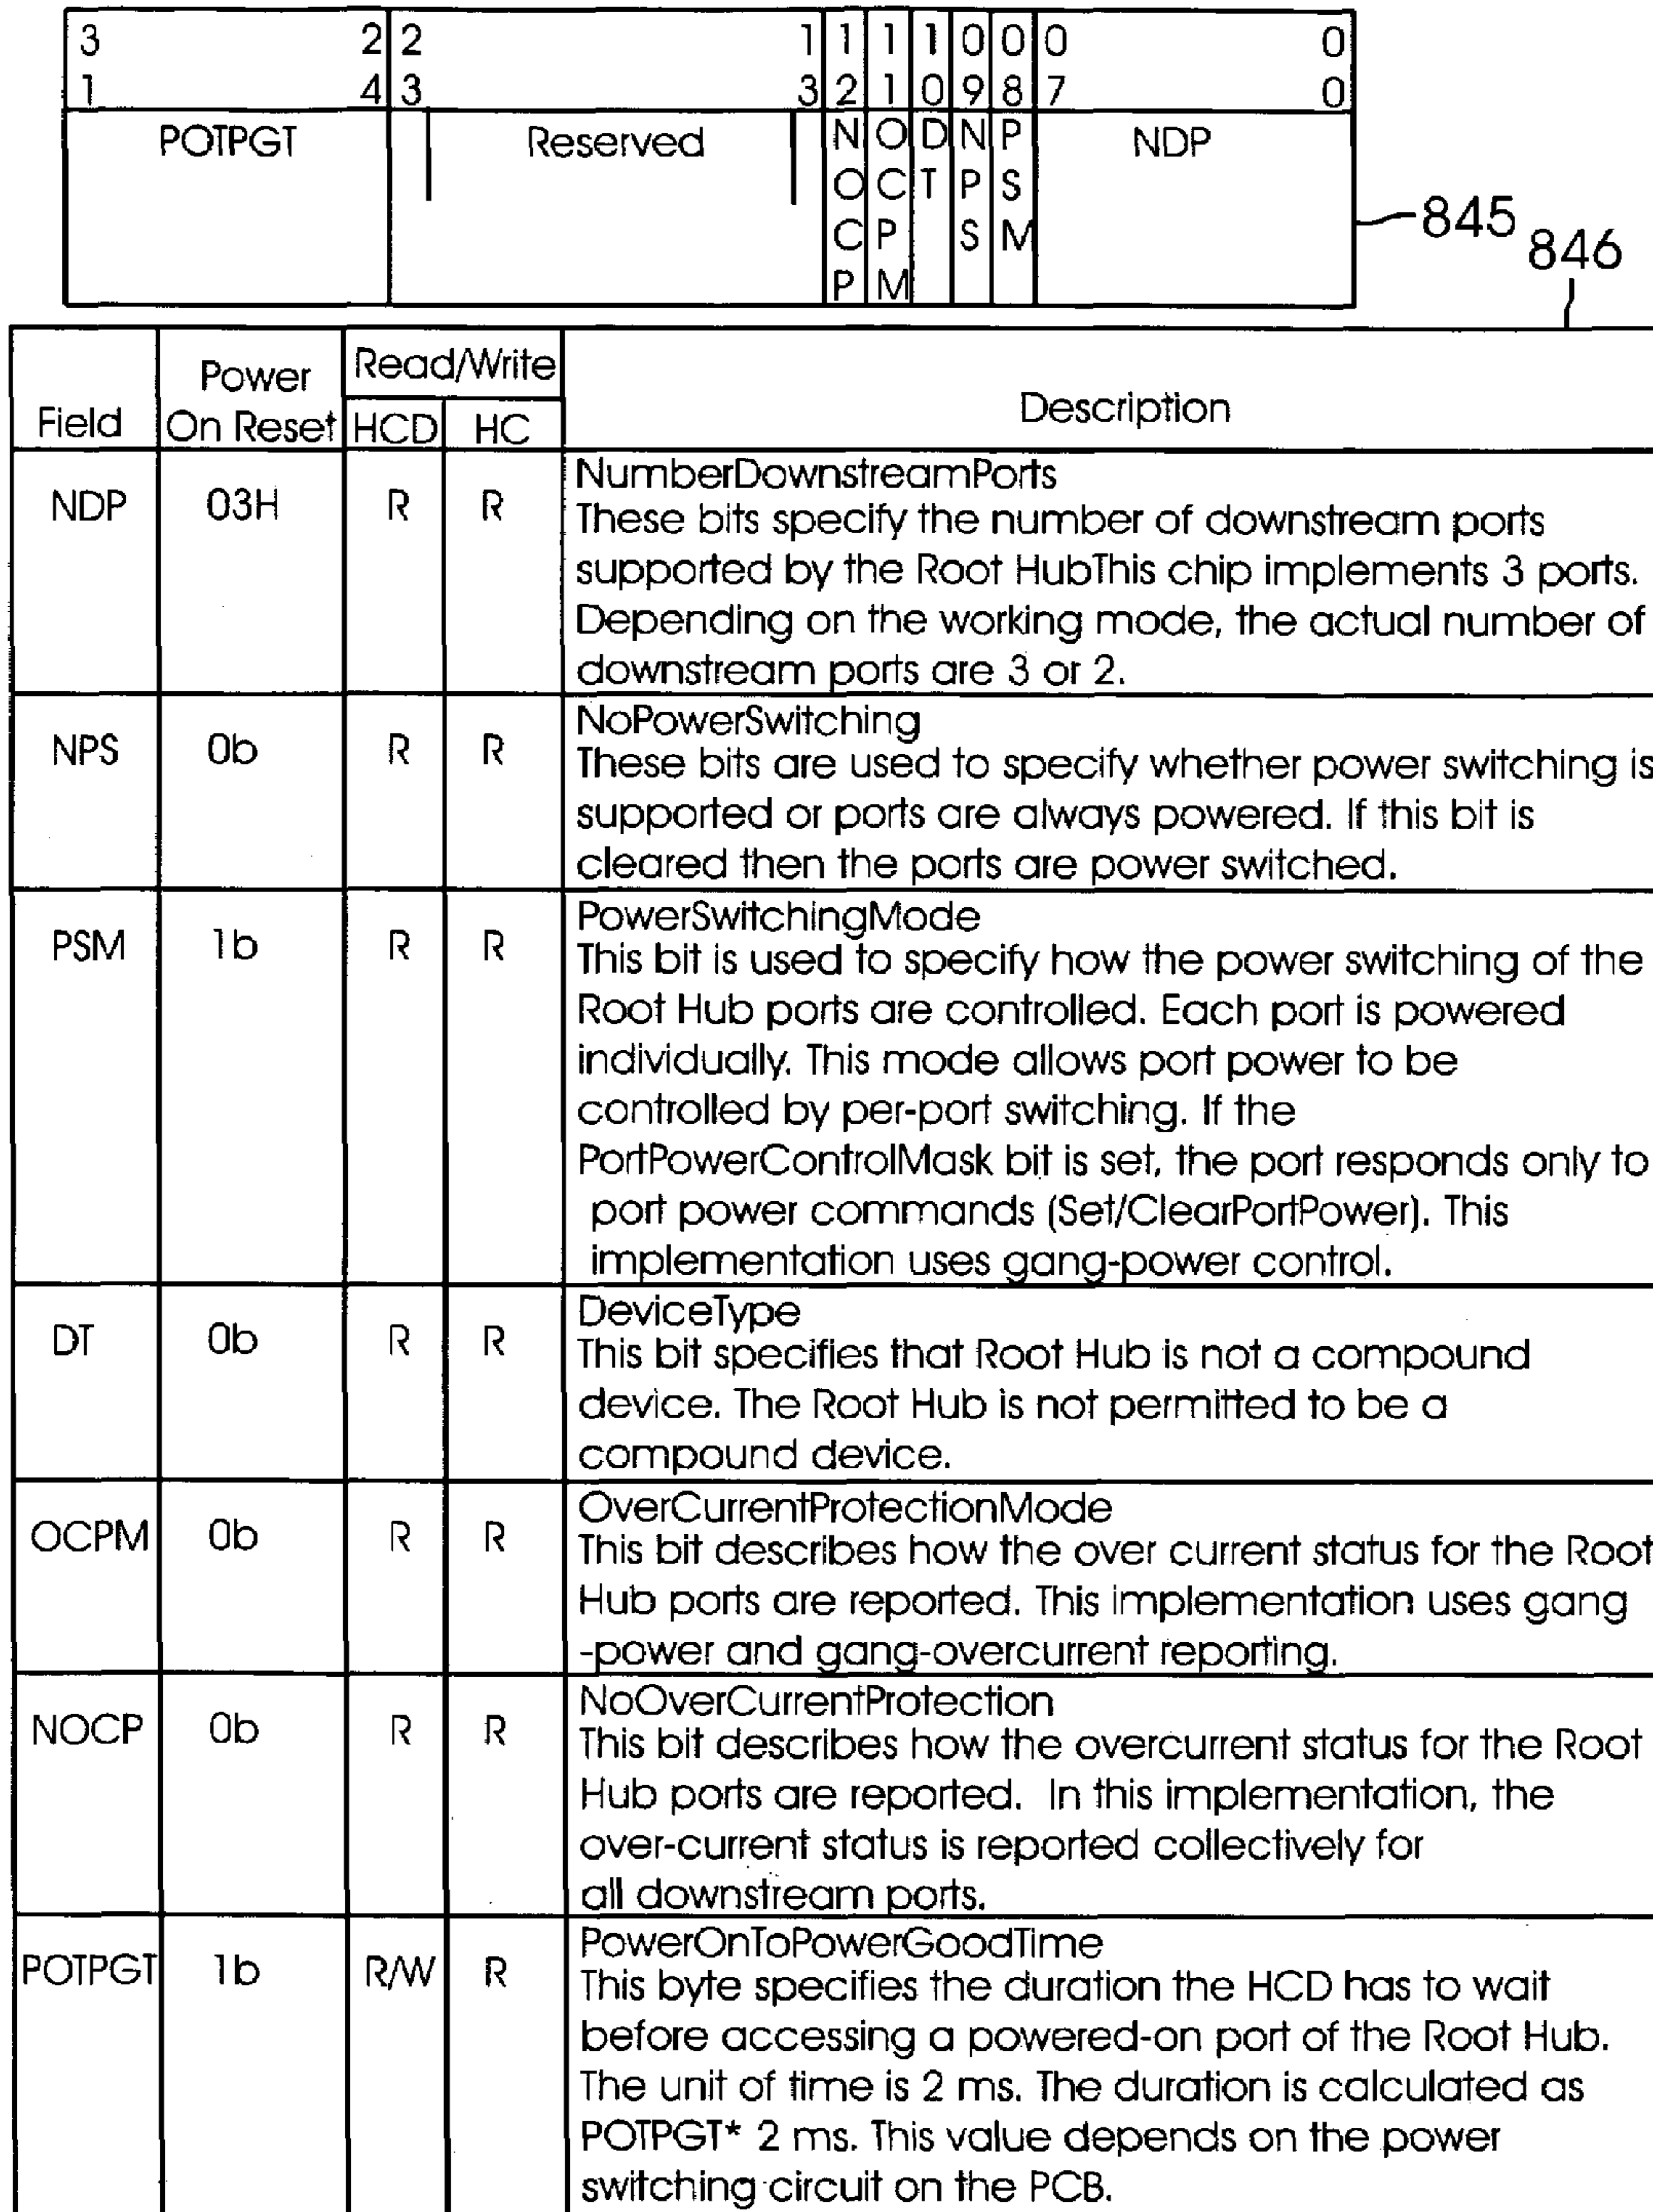 3 2 2 1 1 1 1 0 0 0 0
1 4 3 3 2 1 0 9 8 7 0
POTPGT Reserved N O D N P NDP
O C T P S
C P S M
P M
845
846
Field Power On Reset Read/Write HCD HC Description
NDP 03H R R NumberDownstreamPorts
These bits specify the number of downstream ports
supported by the Root HubThis chip implements 3 ports.
Depending on the working mode, the actual number of
downstream ports are 3 or 2.
NPS 0b R R NoPowerSwitching
These bits are used to specify whether power switching is
supported or ports are always powered. If this bit is
cleared then the ports are power switched.
PSM 1b R R PowerSwitchingMode
This bit is used to specify how the power switching of the
Root Hub ports are controlled. Each port is powered
individually. This mode allows port power to be
controlled by per-port switching. If the
PortPowerControlMask bit is set, the port responds only to
port power commands (Set/ClearPortPower). This
implementation uses gang-power control.
DT 0b R R DeviceType
This bit specifies that Root Hub is not a compound
device. The Root Hub is not permitted to be a
compound device.
OCPM 0b R R OverCurrentProtectionMode
This bit describes how the over current status for the Root
Hub ports are reported. This implementation uses gang
-power and gang-overcurrent reporting.
NOCP 0b R R NoOverCurrentProtection
This bit describes how the overcurrent status for the Root
Hub ports are reported. In this implementation, the
over-current status is reported collectively for
all downstream ports.
POTPGT 1b R/W R PowerOnToPowerGoodTime
This byte specifies the duration the HCD has to wait
before accessing a powered-on port of the Root Hub.
The unit of time is 2 ms. The duration is calculated as
POTPGT* 2 ms. This value depends on the power
switching circuit on the PCB.